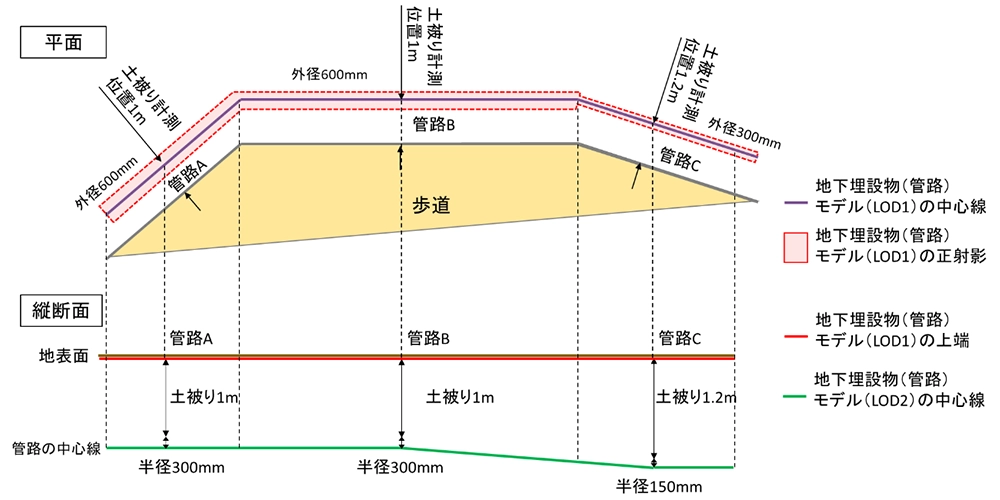 平面
土被り計測
位置1m
外径600mm
土被り計測
位置1m
土被り計測
位置1.2m
外径300mm
外径600mm
管路A
管路B
管路C
歩道
地下埋設物（管路）
モデル（LOD1）の中心線
地下埋設物（管路）
モデル（LOD1）の正射影
縦断面
管路A
管路B
管路C
地表面
地下埋設物（管路）
モデル（LOD1）の上端
土被り1m
土被り1m
土被り1.2m
地下埋設物（管路）
モデル（LOD2）の中心線
管路の中心線
半径300mm
半径300mm
半径150mm